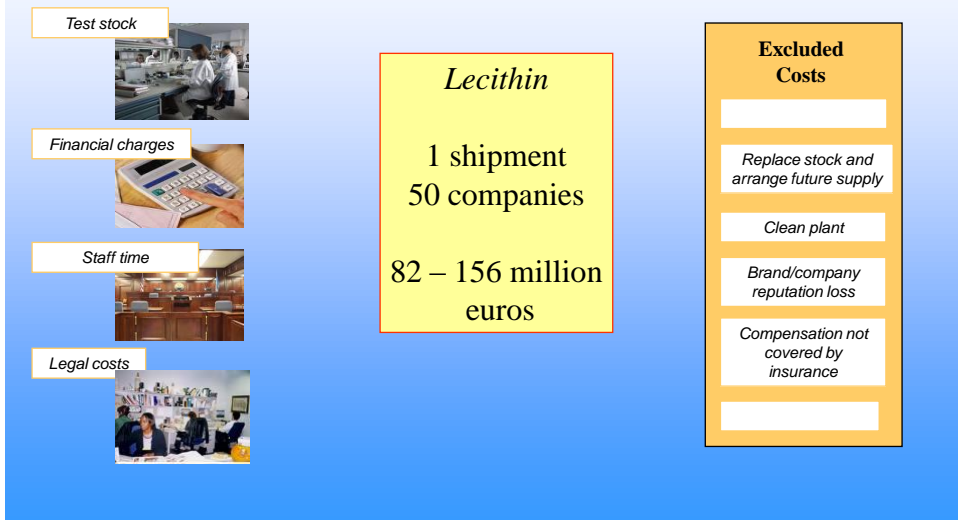 Test stock
Financial charges
Staff time
Legal costs
Lecithin
1 shipment
50 companies
82 – 156 million
euros
Excluded
Costs
Replace stock and
arrange future supply
Clean plant
Brand/company
reputation loss
Compensation not
covered by
insurance